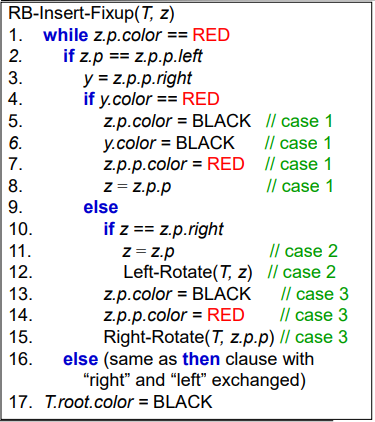 RB-Insert-Fixup(T, z)
1. while z.p.color == RED
2. if z.p == z.p.p.left
3. y = z.p.p.right
4. if y.color == RED
5. z.p.color = BLACK // case 1
6. y.color = BLACK // case 1
7. z.p.p.color = RED // case 1
8. z = z.p.p // case 1
9. else
10. if z == z.p.right
11. z = z.p // case 2
12. Left-Rotate(T, z) // case 2
13. z.p.color = BLACK // case 3
14. z.p.p.color = RED // case 3
15. Right-Rotate(T, z.p.p) // case 3
16. else (same as then clause with
“right” and “left” exchanged)
17. T.root.color = BLACK